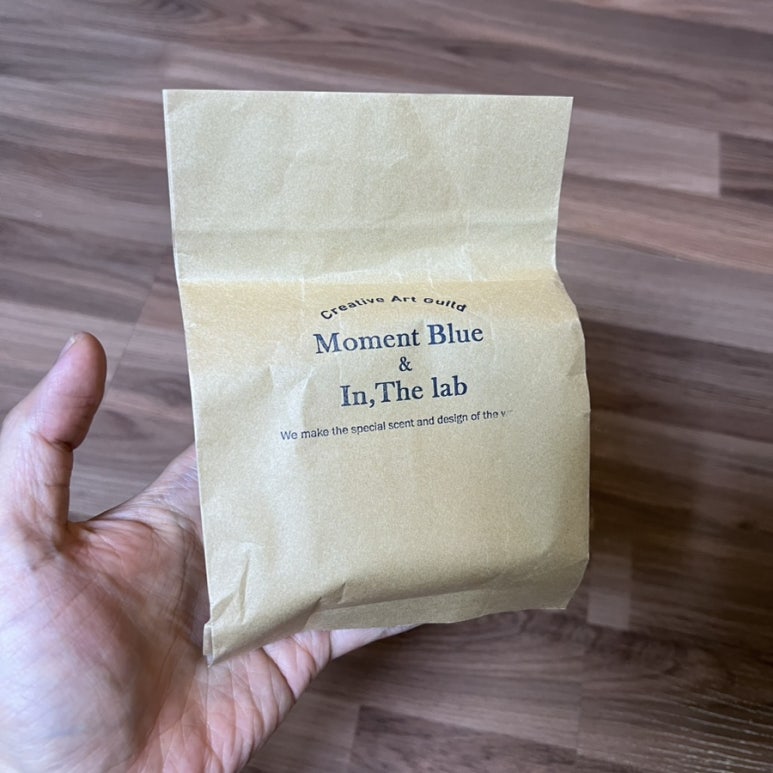 Creative Art Guild
Moment Blue
&
In,The lab
We make the special scent and design of the